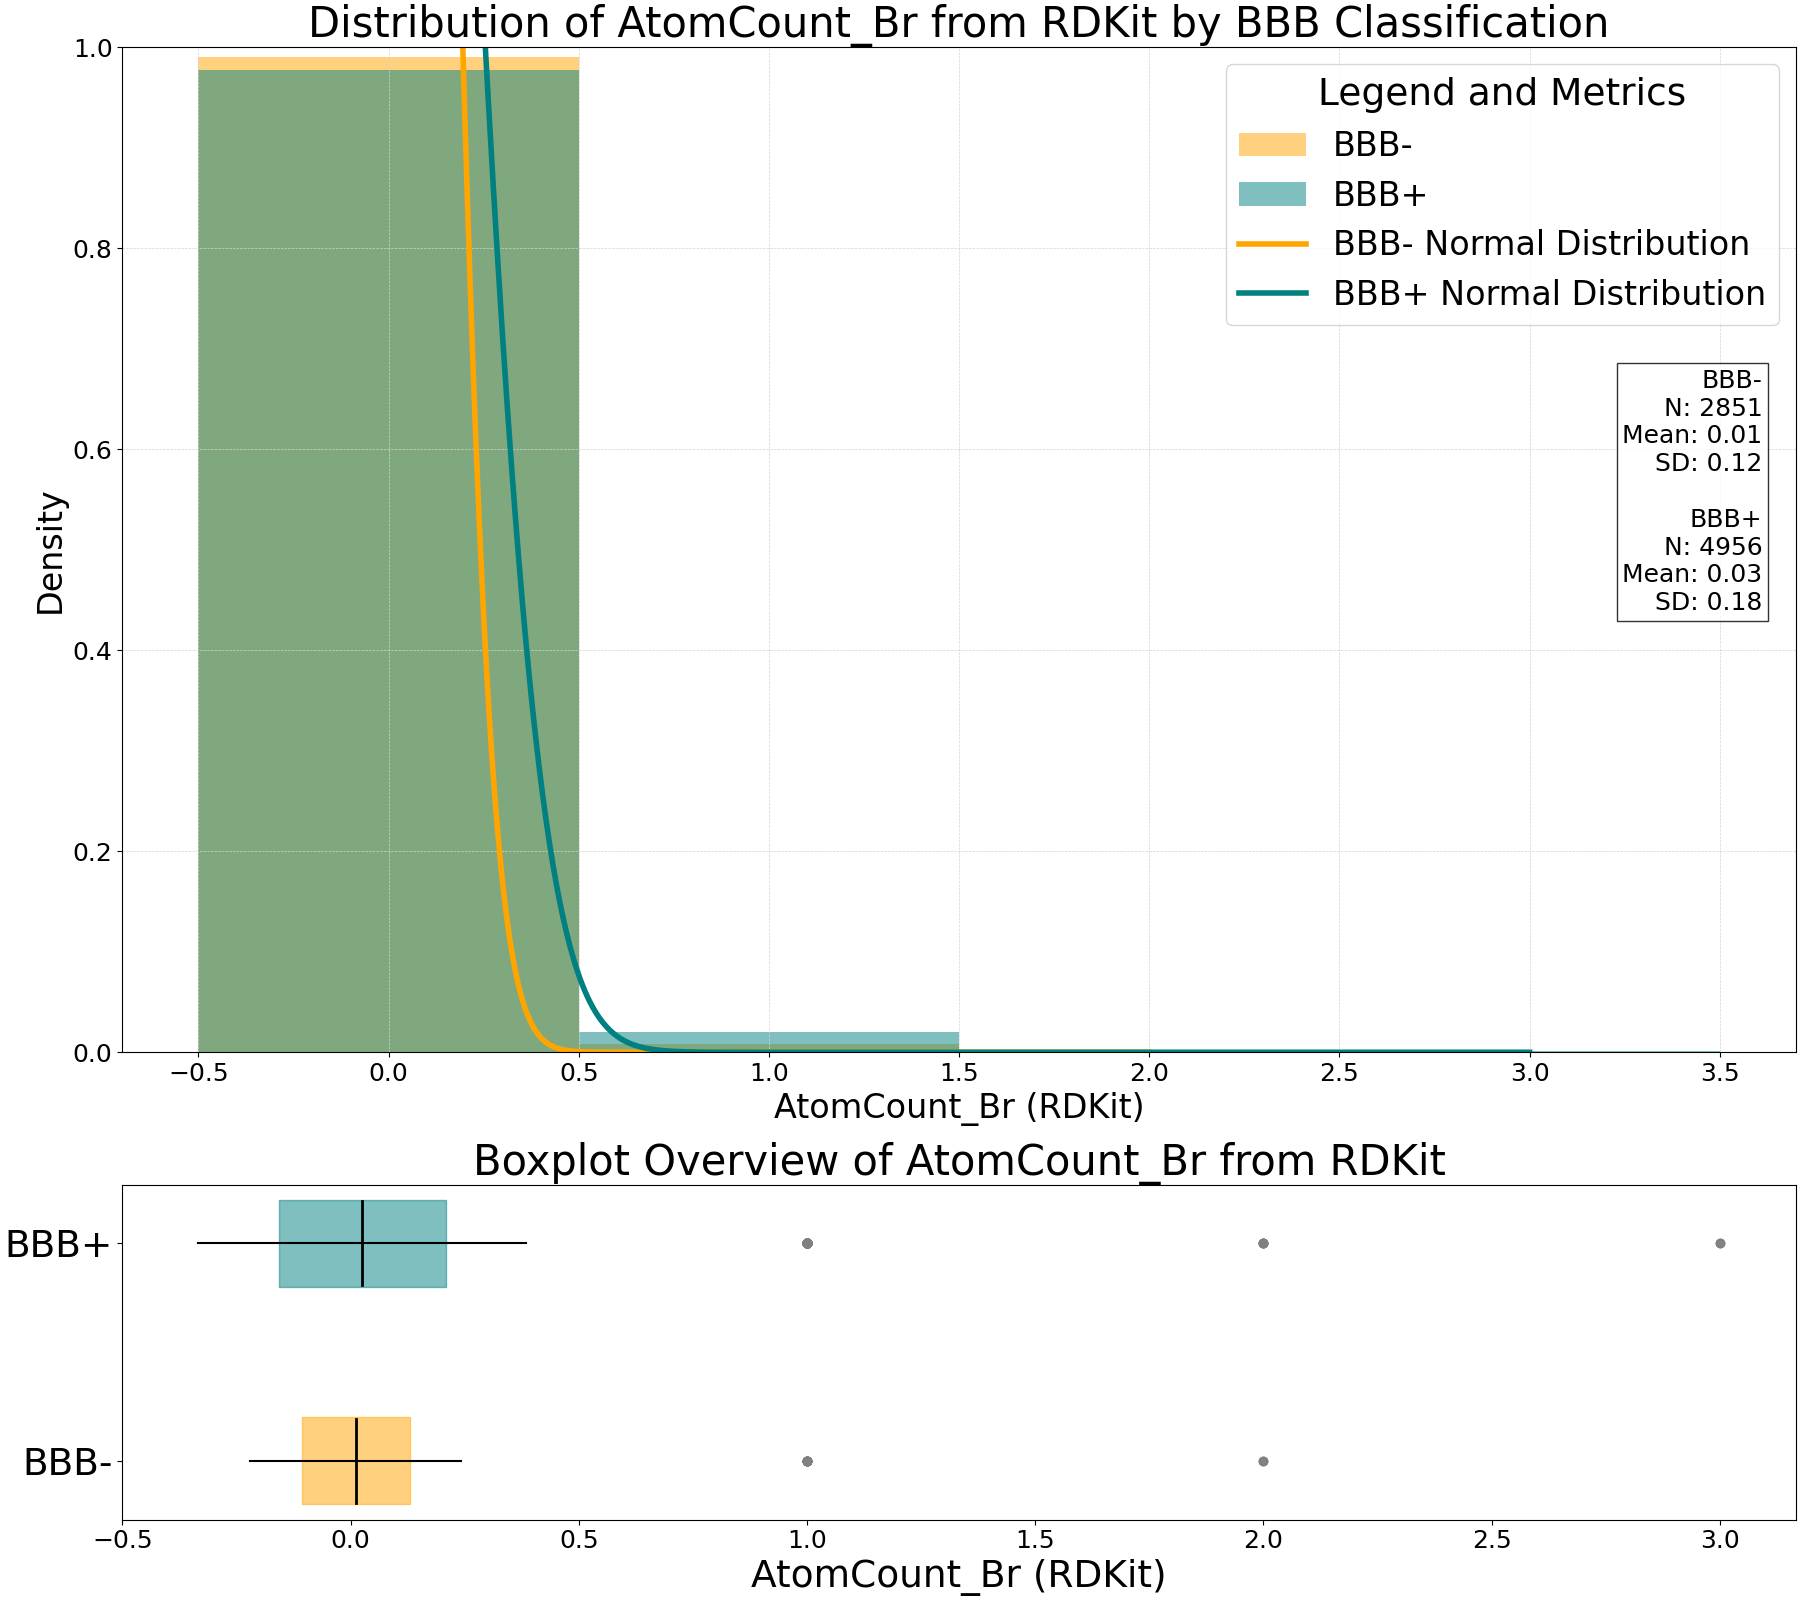 Distribution of AtomCount_Br from RDKit by BBB Classification
1.0
0.8
0.6
0.4
0.2
0.0
Density
Legend and Metrics
BBB-
BBB+
BBB- Normal Distribution
BBB+ Normal Distribution
BBB-
N: 2851
Mean: 0.01
SD: 0.12
BBB+
N: 4956
Mean: 0.03
SD: 0.18
−0.5 0.0 0.5 1.0 1.5 2.0 2.5 3.0 3.5
AtomCount_Br (RDKit)
Boxplot Overview of AtomCount_Br from RDKit
BBB+
BBB-
−0.5 0.0 0.5 1.0 1.5 2.0 2.5 3.0
AtomCount_Br (RDKit)